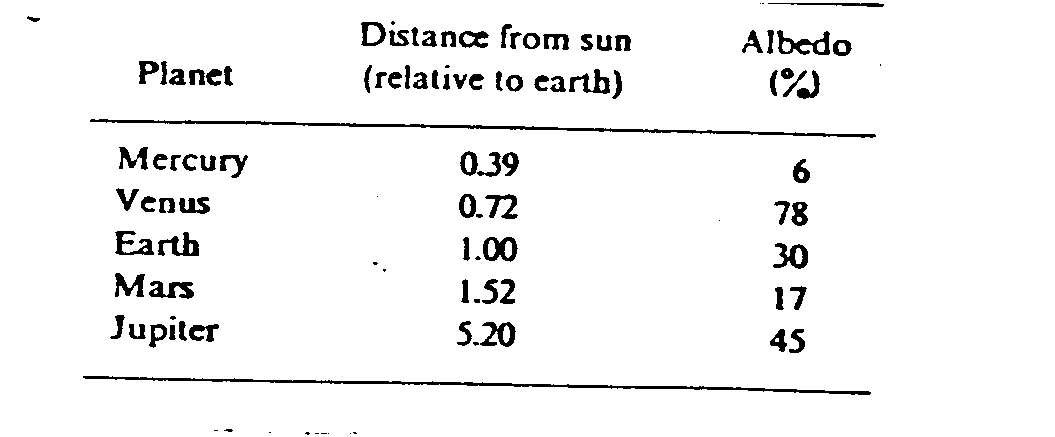 Planet Distance from sun (relative to earth) Albedo (%)
Mercury 0.39 6
Venus 0.72 78
Earth 1.00 30
Mars 1.52 17
Jupiter 5.20 45